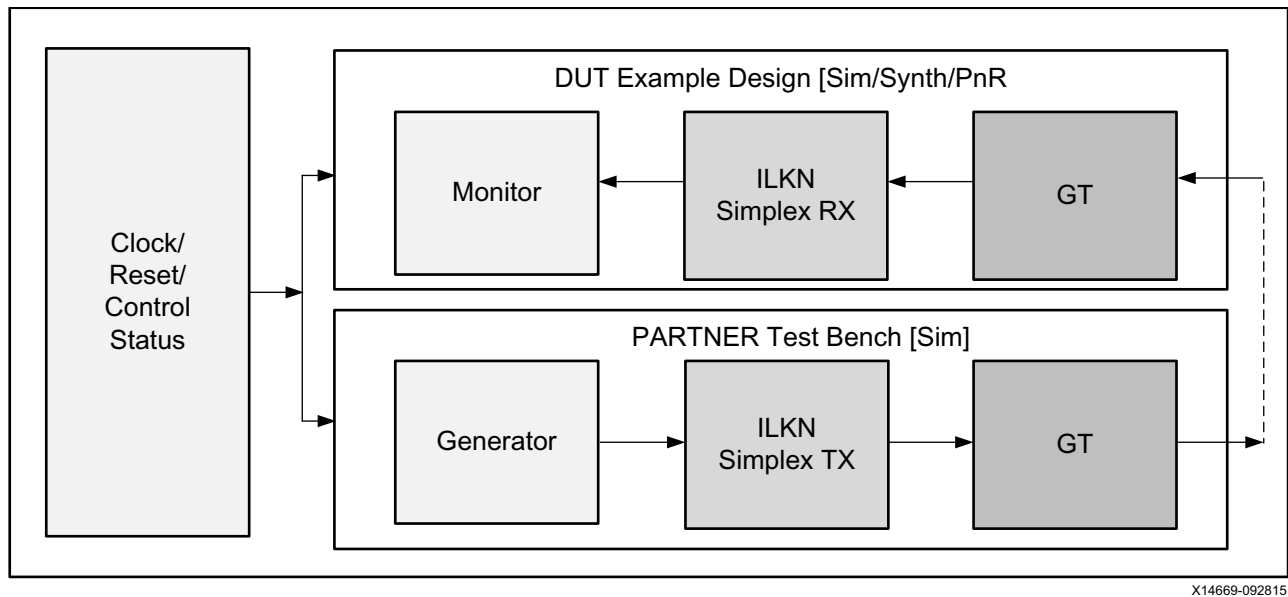 DUT Example Design [Sim/Synth/PnR
Monitor
ILKN
Simplex RX
GT
Clock/
Reset/
Control
Status
PARTNER Test Bench [Sim]
Generator
ILKN
Simplex TX
GT
X14669-092815